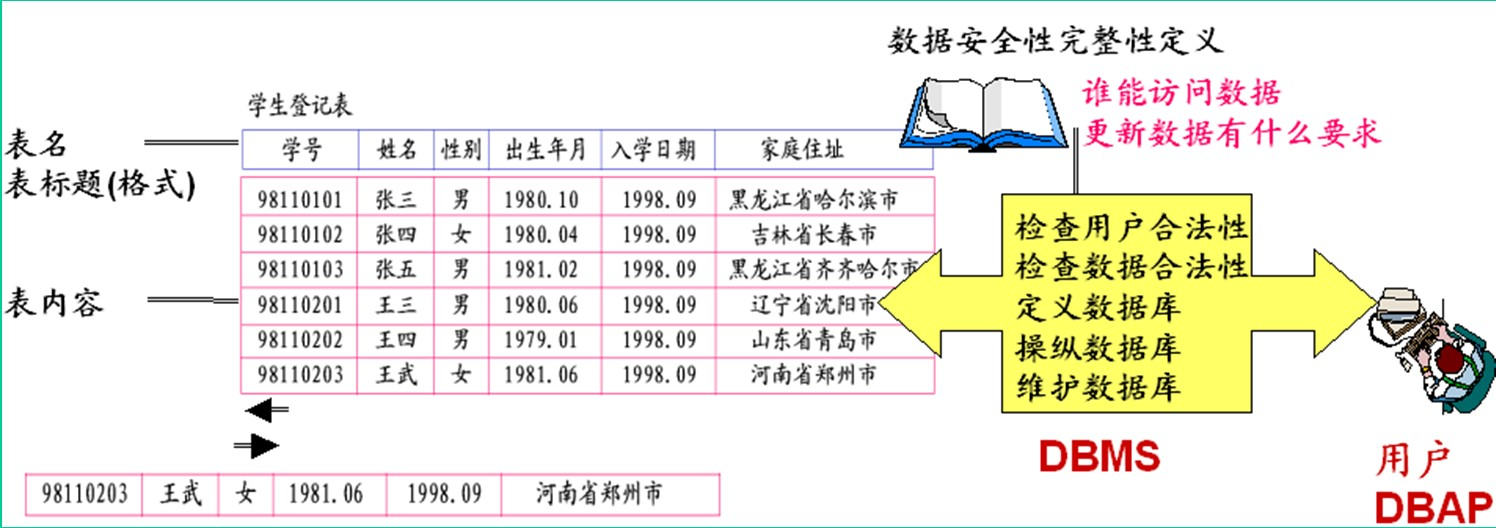 数据安全性完整性定义
谁能访问数据
更新数据有什么要求
学生登记表
表名
表标题(格式)
表内容
学号 姓名 性别 出生年月 入学日期 家庭住址
98110101 张三 男 1980.10 1998.09 黑龙江省哈尔滨市
98110102 张四 女 1980.04 1998.09 吉林省长春市
98110103 张五 男 1981.02 1998.09 黑龙江省齐齐哈尔市
98110201 王三 男 1980.06 1998.09 辽宁省沈阳市
98110202 王四 男 1979.01 1998.09 山东省青岛市
98110203 王武 女 1981.06 1998.09 河南省郑州市
98110203 王武 女 1981.06 1998.09 河南省郑州市
检查用户合法性
检查数据合法性
定义数据库
操纵数据库
维护数据库
DBMS
用户
DBAP